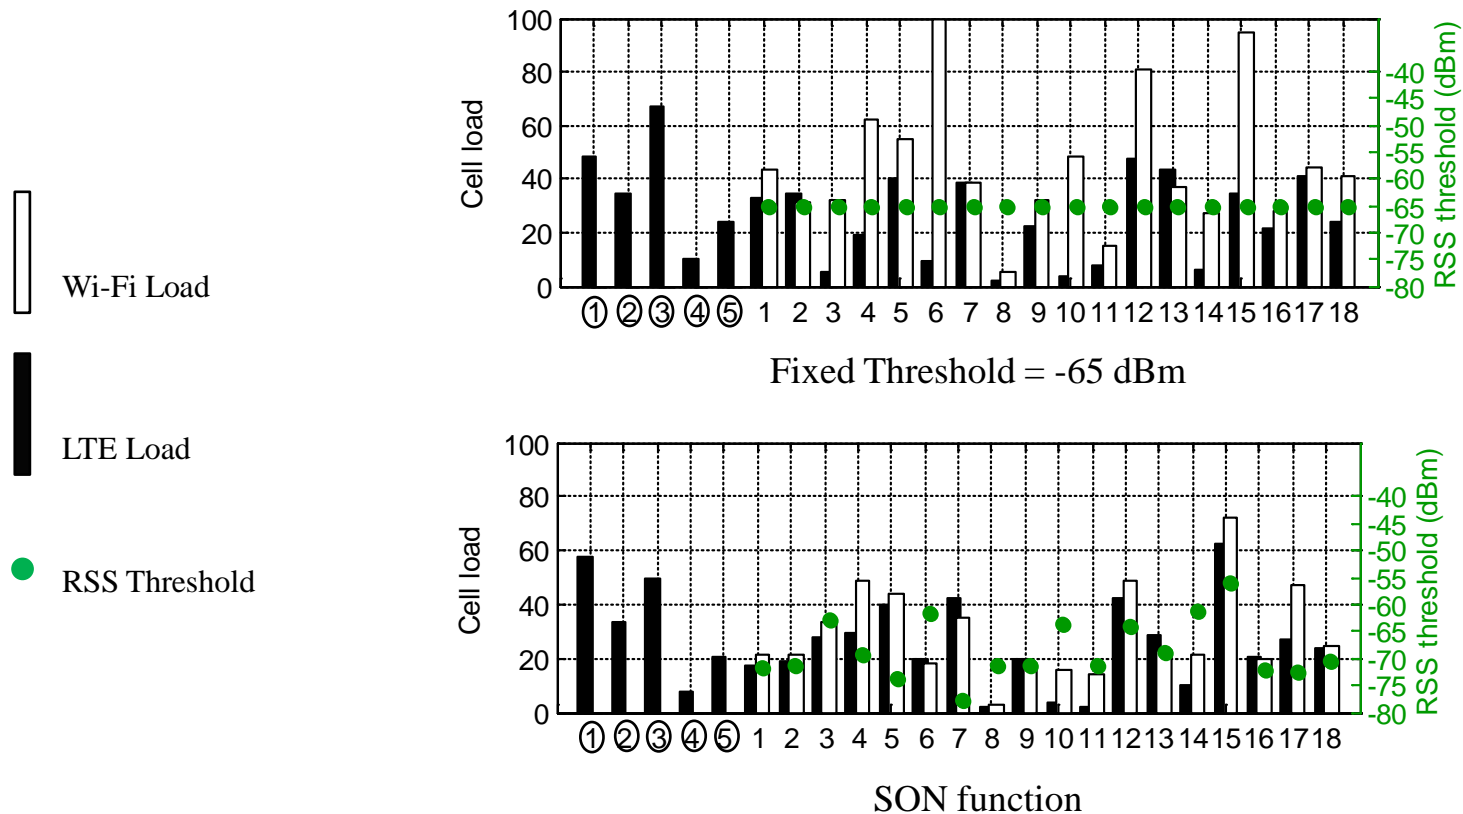 Wi-Fi Load
LTE Load
RSS Threshold
Cell load
100
80
60
40
20
0
RSS threshold (dBm)
-40
-45
-50
-55
-60
-65
-70
-75
-80
① ② ③ ④ ⑤ 1 2 3 4 5 6 7 8 9 10 11 12 13 14 15 16 17 18
Fixed Threshold = -65 dBm
Cell load
100
80
60
40
20
0
RSS threshold (dBm)
-40
-45
-50
-55
-60
-65
-70
-75
-80
① ② ③ ④ ⑤ 1 2 3 4 5 6 7 8 9 10 11 12 13 14 15 16 17 18
SON function